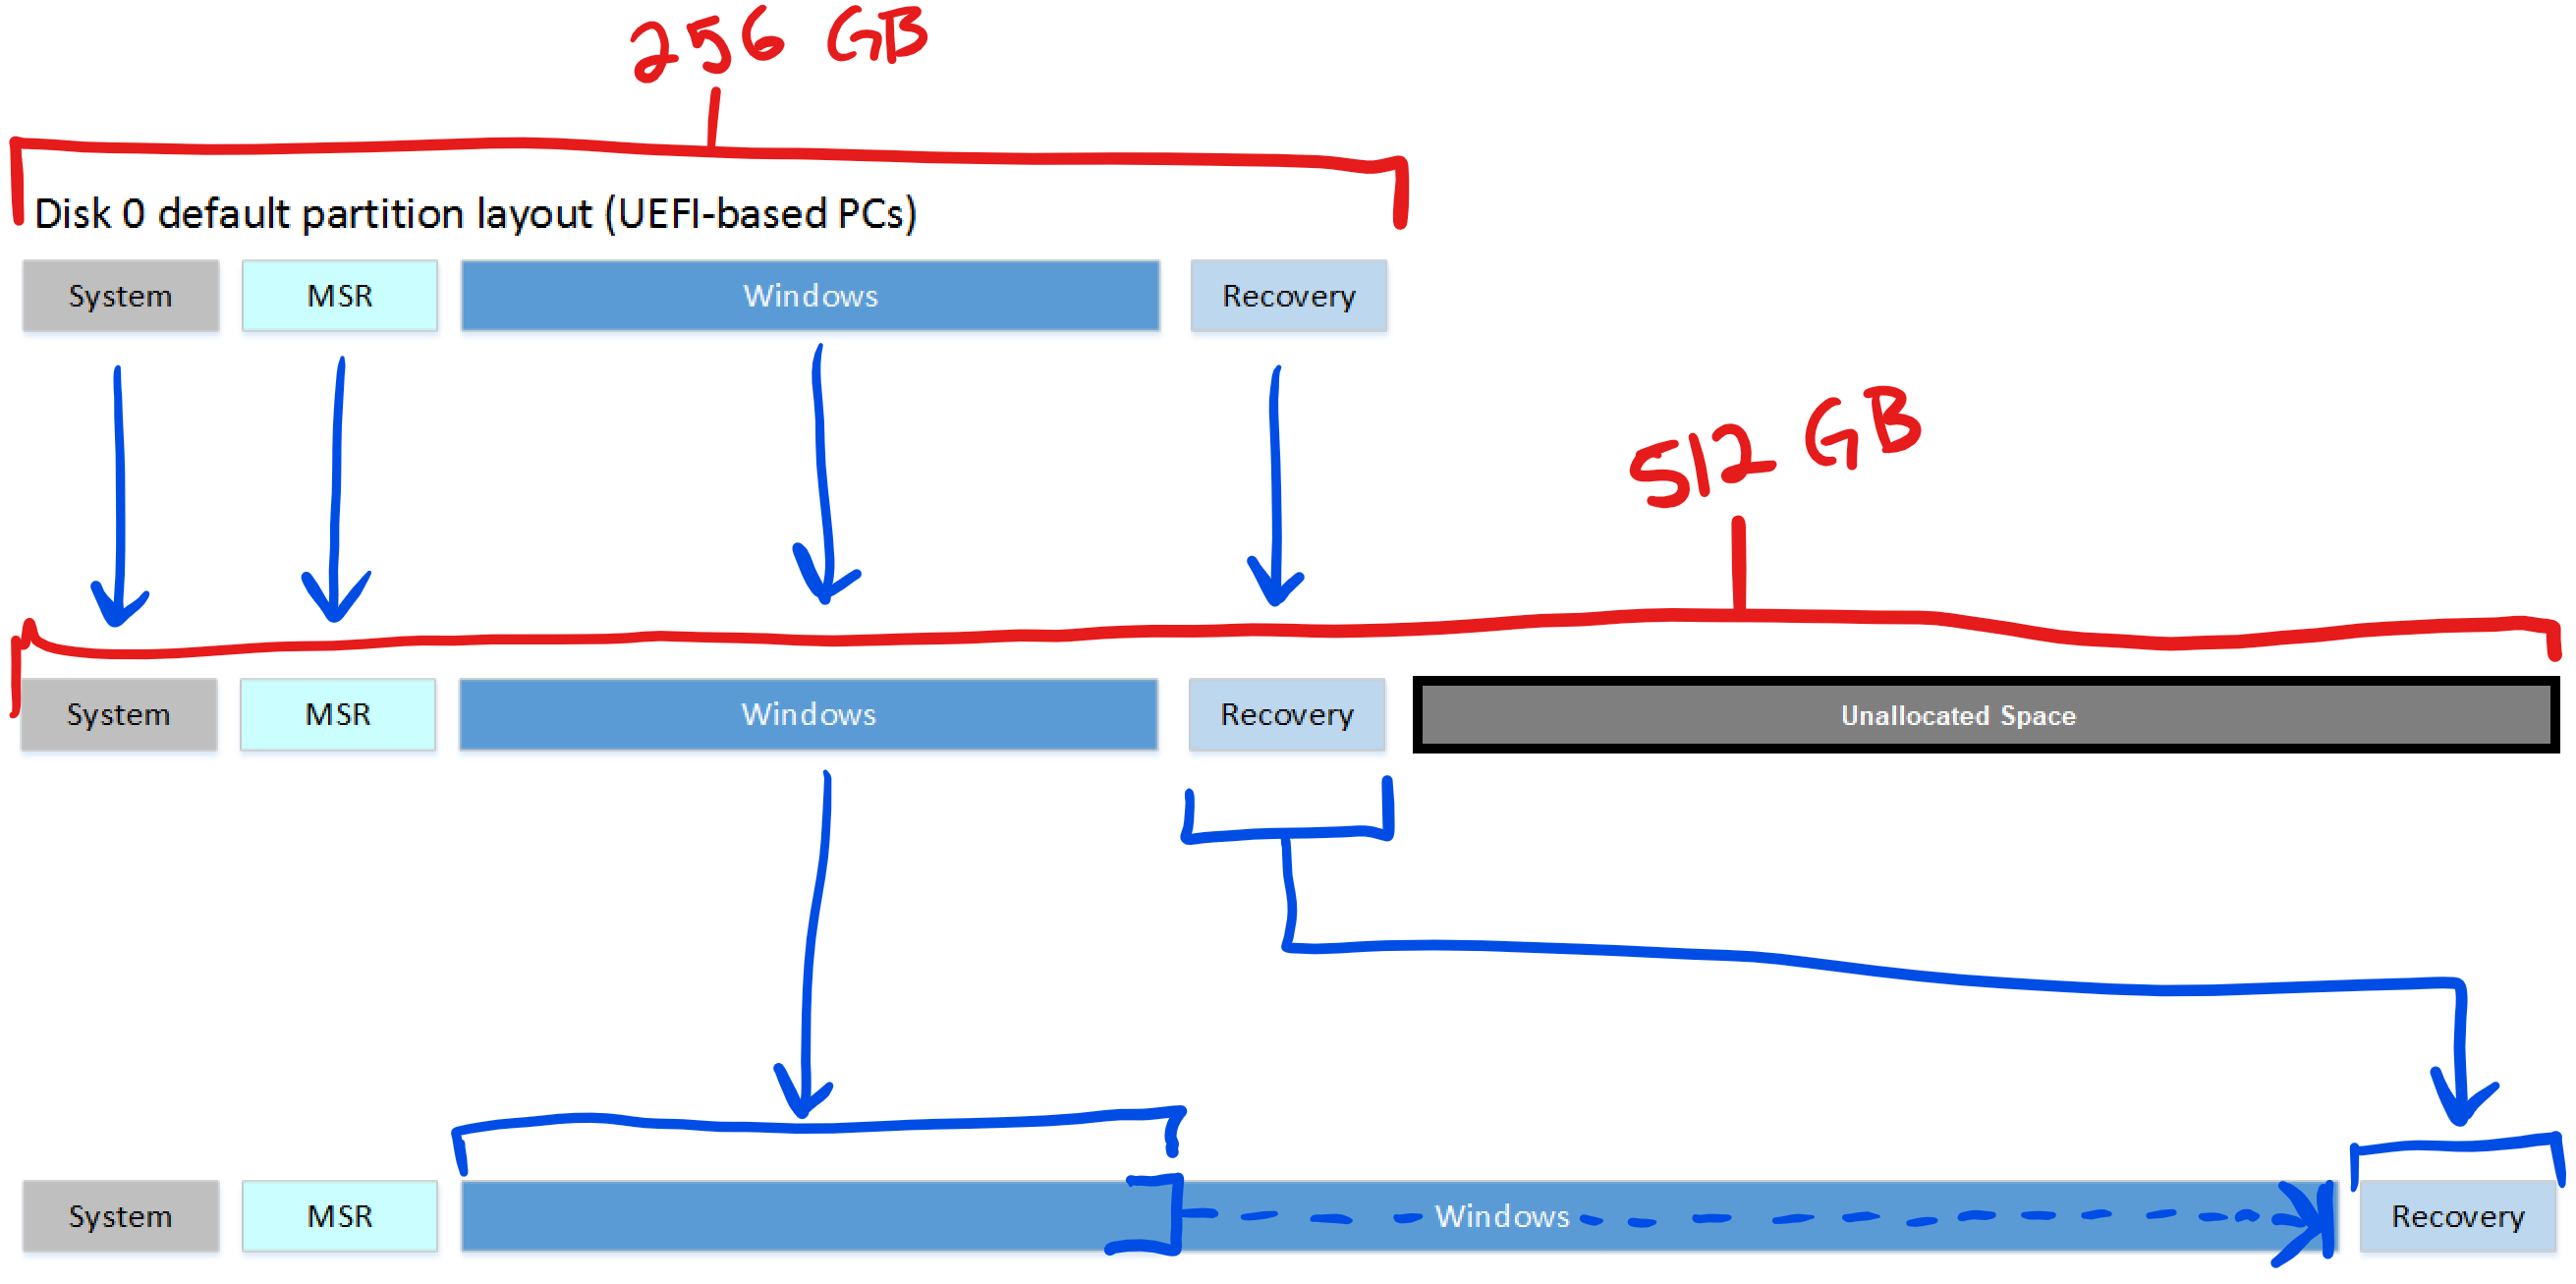 256 GB
Disk 0 default partition layout (UEFI-based PCs)
System MSR Windows Recovery
512 GB
System MSR Windows Recovery Unallocated Space
System MSR Windows Recovery